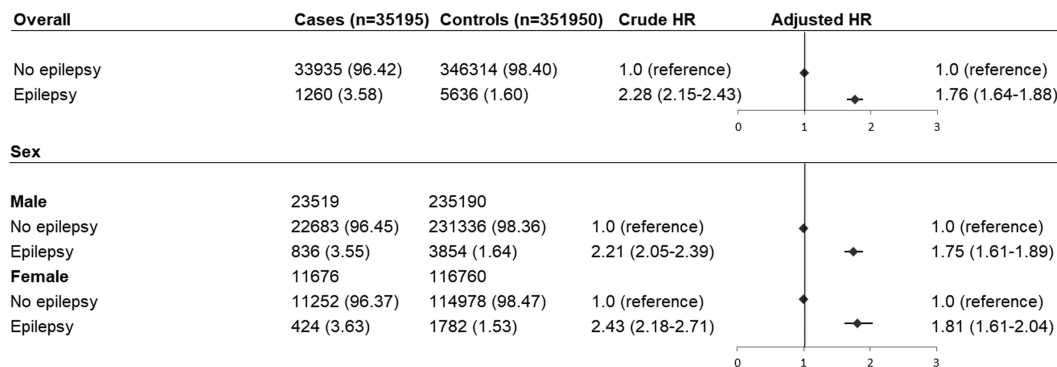 Overall Cases (n=35195) Controls (n=351950) Crude HR Adjusted HR
No epilepsy 33935 (96.42) 346314 (98.40) 1.0 (reference) 1.0 (reference)
Epilepsy 1260 (3.58) 5636 (1.60) 2.28 (2.15-2.43) 1.76 (1.64-1.88)
0 1 2 3
Sex
Male 23519 235190
No epilepsy 22683 (96.45) 231336 (98.36) 1.0 (reference) 1.0 (reference)
Epilepsy 836 (3.55) 3854 (1.64) 2.21 (2.05-2.39) 1.75 (1.61-1.89)
Female 11676 116760
No epilepsy 11252 (96.37) 114978 (98.47) 1.0 (reference) 1.0 (reference)
Epilepsy 424 (3.63) 1782 (1.53) 2.43 (2.18-2.71) 1.81 (1.61-2.04)
0 1 2 3